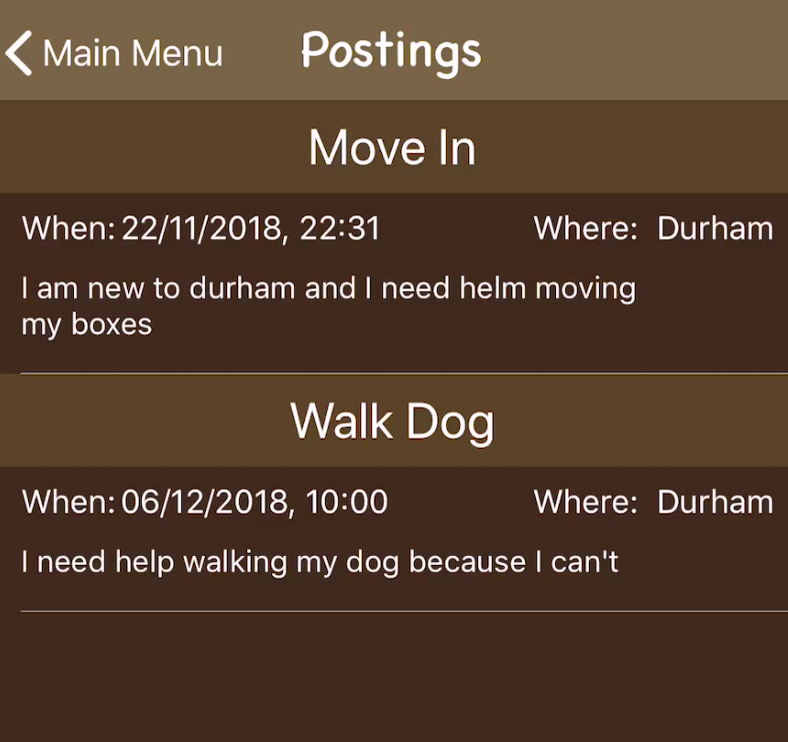 Main Menu Postings
Move In
When: 22/11/2018, 22:31 Where: Durham
I am new to durham and I need helm moving
my boxes
Walk Dog
When: 06/12/2018, 10:00 Where: Durham
I need help walking my dog because I can't